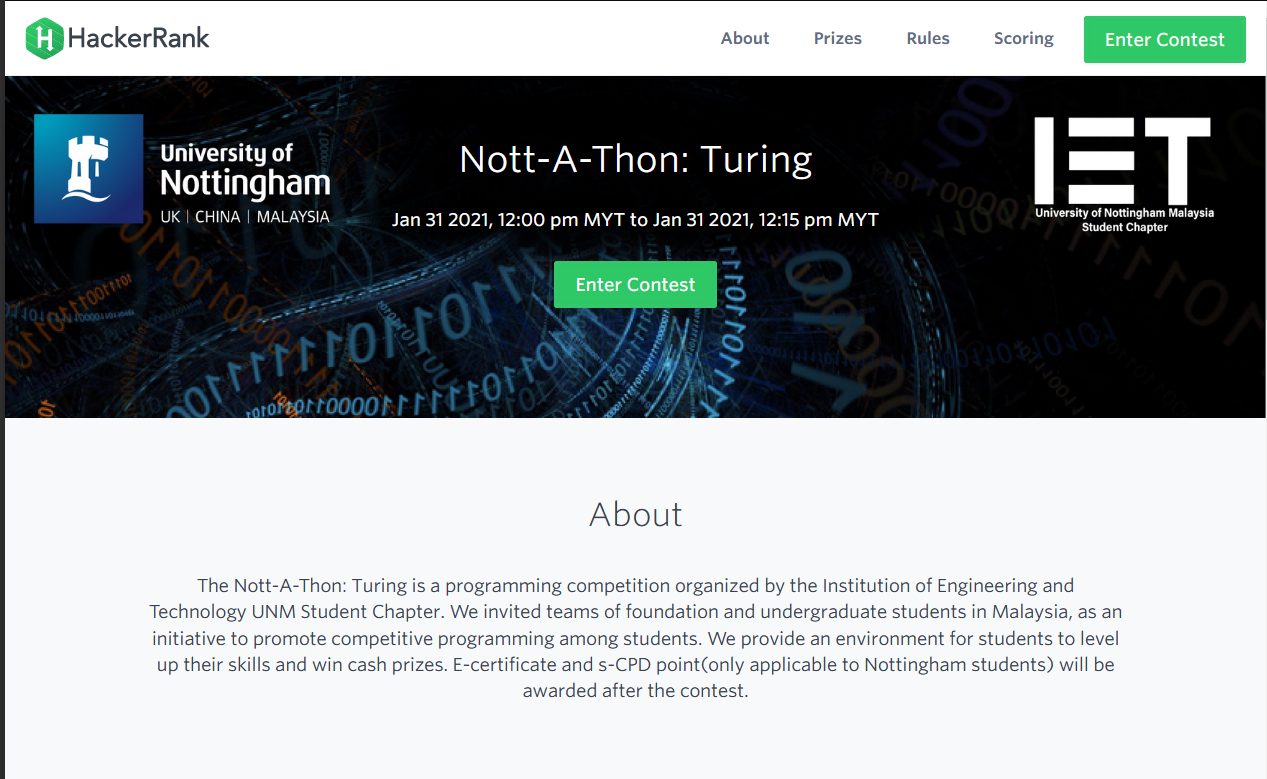 HackerRank
About
Prizes
Rules
Scoring
Enter Contest
University of
Nottingham
UK | CHINA | MALAYSIA
Nott-A-Thon: Turing
Jan 31 2021, 12:00 pm MYT to Jan 31 2021, 12:15 pm MYT
Enter Contest
IET
University of Nottingham Malaysia
Student Chapter
About
The Nott-A-Thon: Turing is a programming competition organized by the Institution of Engineering and
Technology UNM Student Chapter. We invited teams of foundation and undergraduate students in Malaysia, as an
initiative to promote competitive programming among students. We provide an environment for students to level
up their skills and win cash prizes. E-certificate and s-CPD point(only applicable to Nottingham students) will be
awarded after the contest.